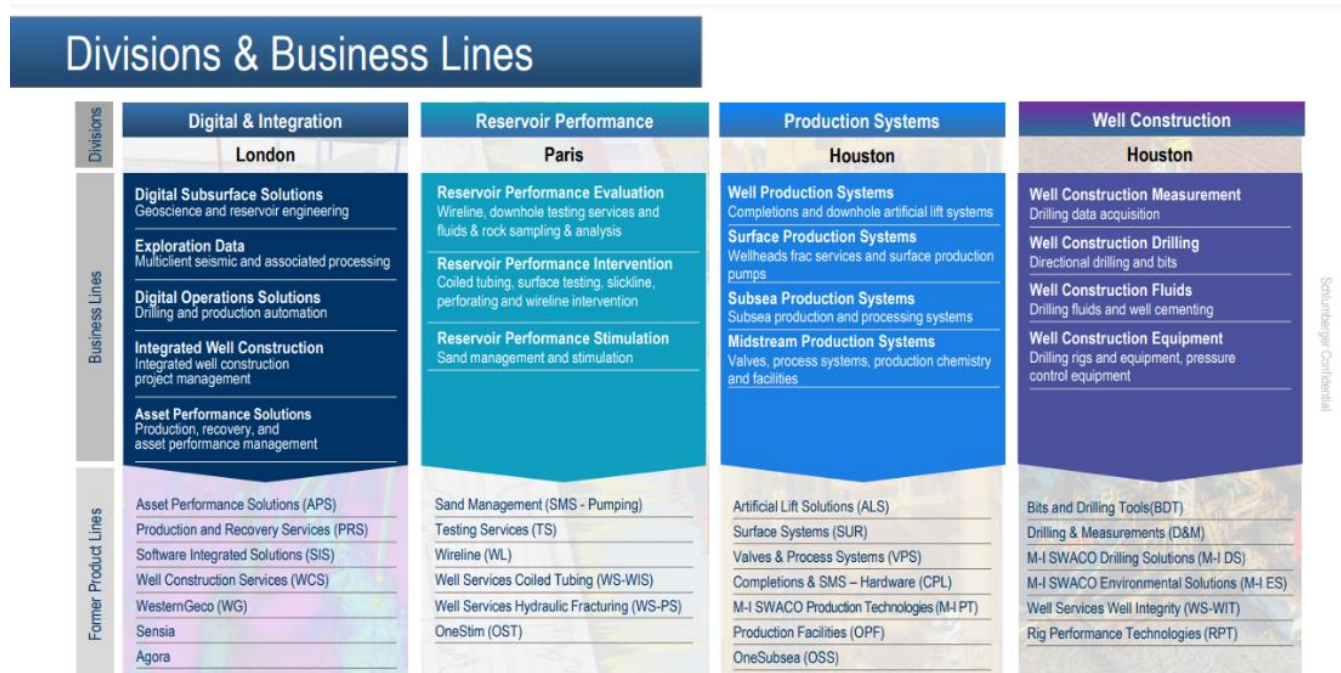 Divisions & Business Lines
Divisions
Digital & Integration
London
Reservoir Performance
Paris
Production Systems
Houston
Well Construction
Houston
Business Lines
Digital Subsurface Solutions
Geoscience and reservoir engineering
Exploration Data
Multiclient seismic and associated processing
Digital Operations Solutions
Drilling and production automation
Integrated Well Construction
Integrated well construction
project management
Asset Performance Solutions
Production, recovery, and
asset performance management
Reservoir Performance Evaluation
Wireline, downhole testing services and
fluids & rock sampling & analysis
Reservoir Performance Intervention
Coiled tubing, surface testing, slickline,
perforating and wireline intervention
Reservoir Performance Stimulation
Sand management and stimulation
Well Production Systems
Completions and downhole artificial lift systems
Surface Production Systems
Wellheads frac services and surface production
pumps
Subsea Production Systems
Subsea production and processing systems
Midstream Production Systems
Valves, process systems, production chemistry
and facilities
Well Construction Measurement
Drilling data acquisition
Well Construction Drilling
Directional drilling and bits
Well Construction Fluids
Drilling fluids and well cementing
Well Construction Equipment
Drilling rigs and equipment, pressure
control equipment
Former Product Lines
Asset Performance Solutions (APS)
Production and Recovery Services (PRS)
Software Integrated Solutions (SIS)
Well Construction Services (WCS)
WesternGeco (WG)
Sensia
Agora
Sand Management (SMS - Pumping)
Testing Services (TS)
Wireline (WL)
Well Services Coiled Tubing (WS-WIS)
Well Services Hydraulic Fracturing (WS-PS)
OneStim (OST)
Artificial Lift Solutions (ALS)
Surface Systems (SUR)
Valves & Process Systems (VPS)
Completions & SMS – Hardware (CPL)
M-I SWACO Production Technologies (M-I PT)
Production Facilities (OPF)
OneSubsea (OSS)
Bits and Drilling Tools(BDT)
Drilling & Measurements (D&M)
M-I SWACO Drilling Solutions (M-I DS)
M-I SWACO Environmental Solutions (M-I ES)
Well Services Well Integrity (WS-WIT)
Rig Performance Technologies (RPT)
Schlumberger Confidential